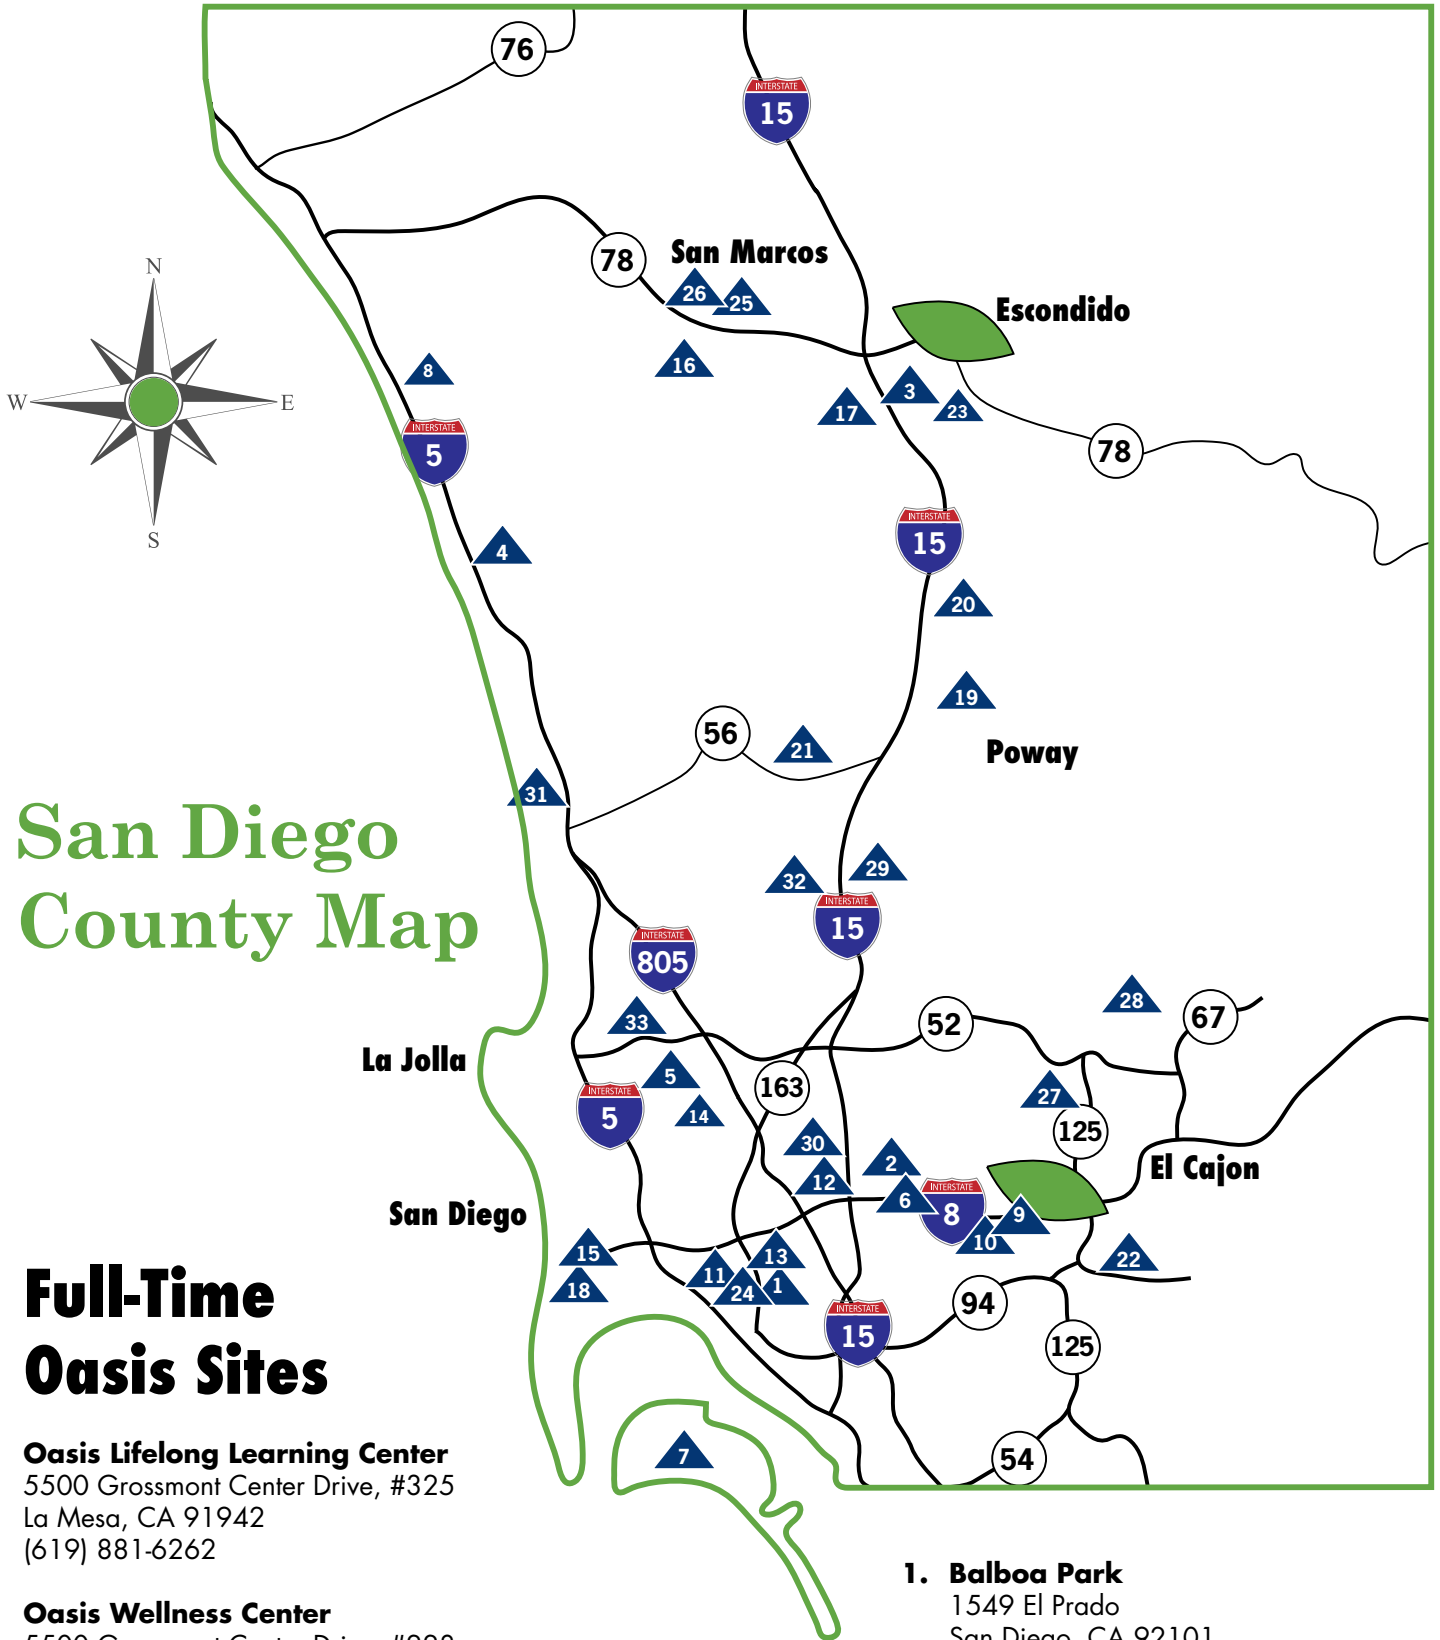 76
INTERSTATE
15
N
W
E
S
78
San Marcos
26
25
Escondido
16
8
3
17
23
78
INTERSTATE
5
INTERSTATE
15
4
20
19
56
21
Poway
31
San Diego
County Map
32
29
INTERSTATE
15
INTERSTATE
805
28
67
33
52
La Jolla
5
163
27
14
INTERSTATE
5
125
30
2
12
El Cajon
6
INTERSTATE
8
9
10
San Diego
15
13
22
11
1
18
24
94
INTERSTATE
15
125
7
54
Full-Time
Oasis Sites
Oasis Lifelong Learning Center
5500 Grossmont Center Drive, #325
La Mesa, CA 91942
(619) 881-6262
Oasis Wellness Center
1. Balboa Park
1549 El Prado
San Diego, CA 92101